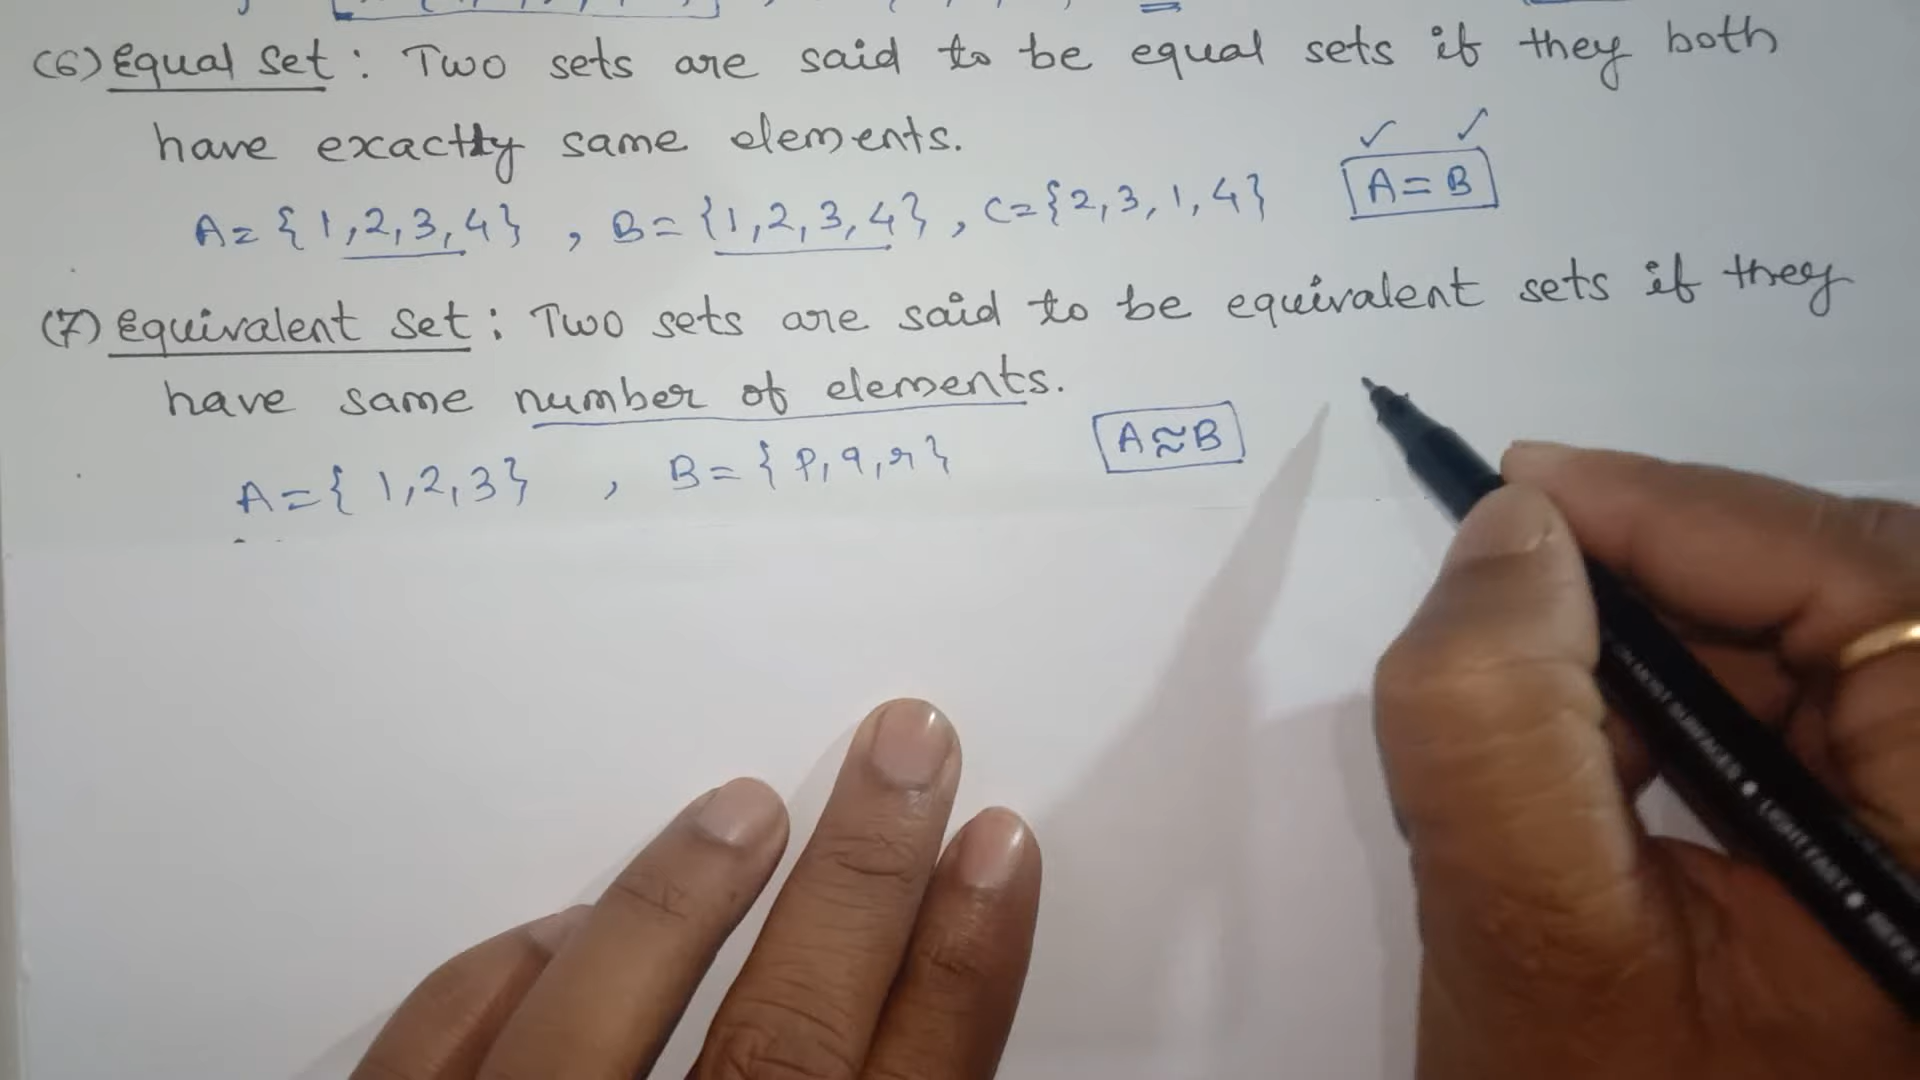 (6) Equal Set : Two sets are said to be equal sets if they both
have exactly same elements.
A = { 1,2,3,4} , B = {1,2,3,4} , C = {2,3,1,4} A = B
(7) Equivalent Set : Two sets are said to be equivalent sets if they
have same number of elements.
A = { 1,2,3} , B = { p,q,r} A ≈ B